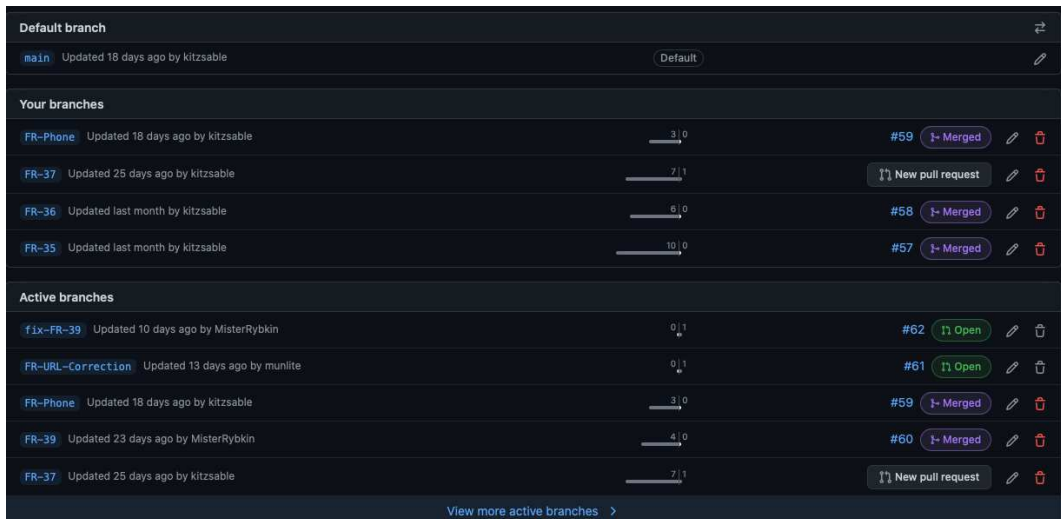 Default branch
main Updated 18 days ago by kitzsable Default
Your branches
FR-Phone Updated 18 days ago by kitzsable 3 0 #59 Merged
FR-37 Updated 25 days ago by kitzsable 7 1 New pull request
FR-36 Updated last month by kitzsable 6 0 #58 Merged
FR-35 Updated last month by kitzsable 10 0 #57 Merged
Active branches
fix-FR-39 Updated 10 days ago by MisterRybkin 0 1 #62 Open
FR-URL-Correction Updated 13 days ago by munlite 0 1 #61 Open
FR-Phone Updated 18 days ago by kitzsable 3 0 #59 Merged
FR-39 Updated 23 days ago by MisterRybkin 4 0 #60 Merged
FR-37 Updated 25 days ago by kitzsable 7 1 New pull request
View more active branches